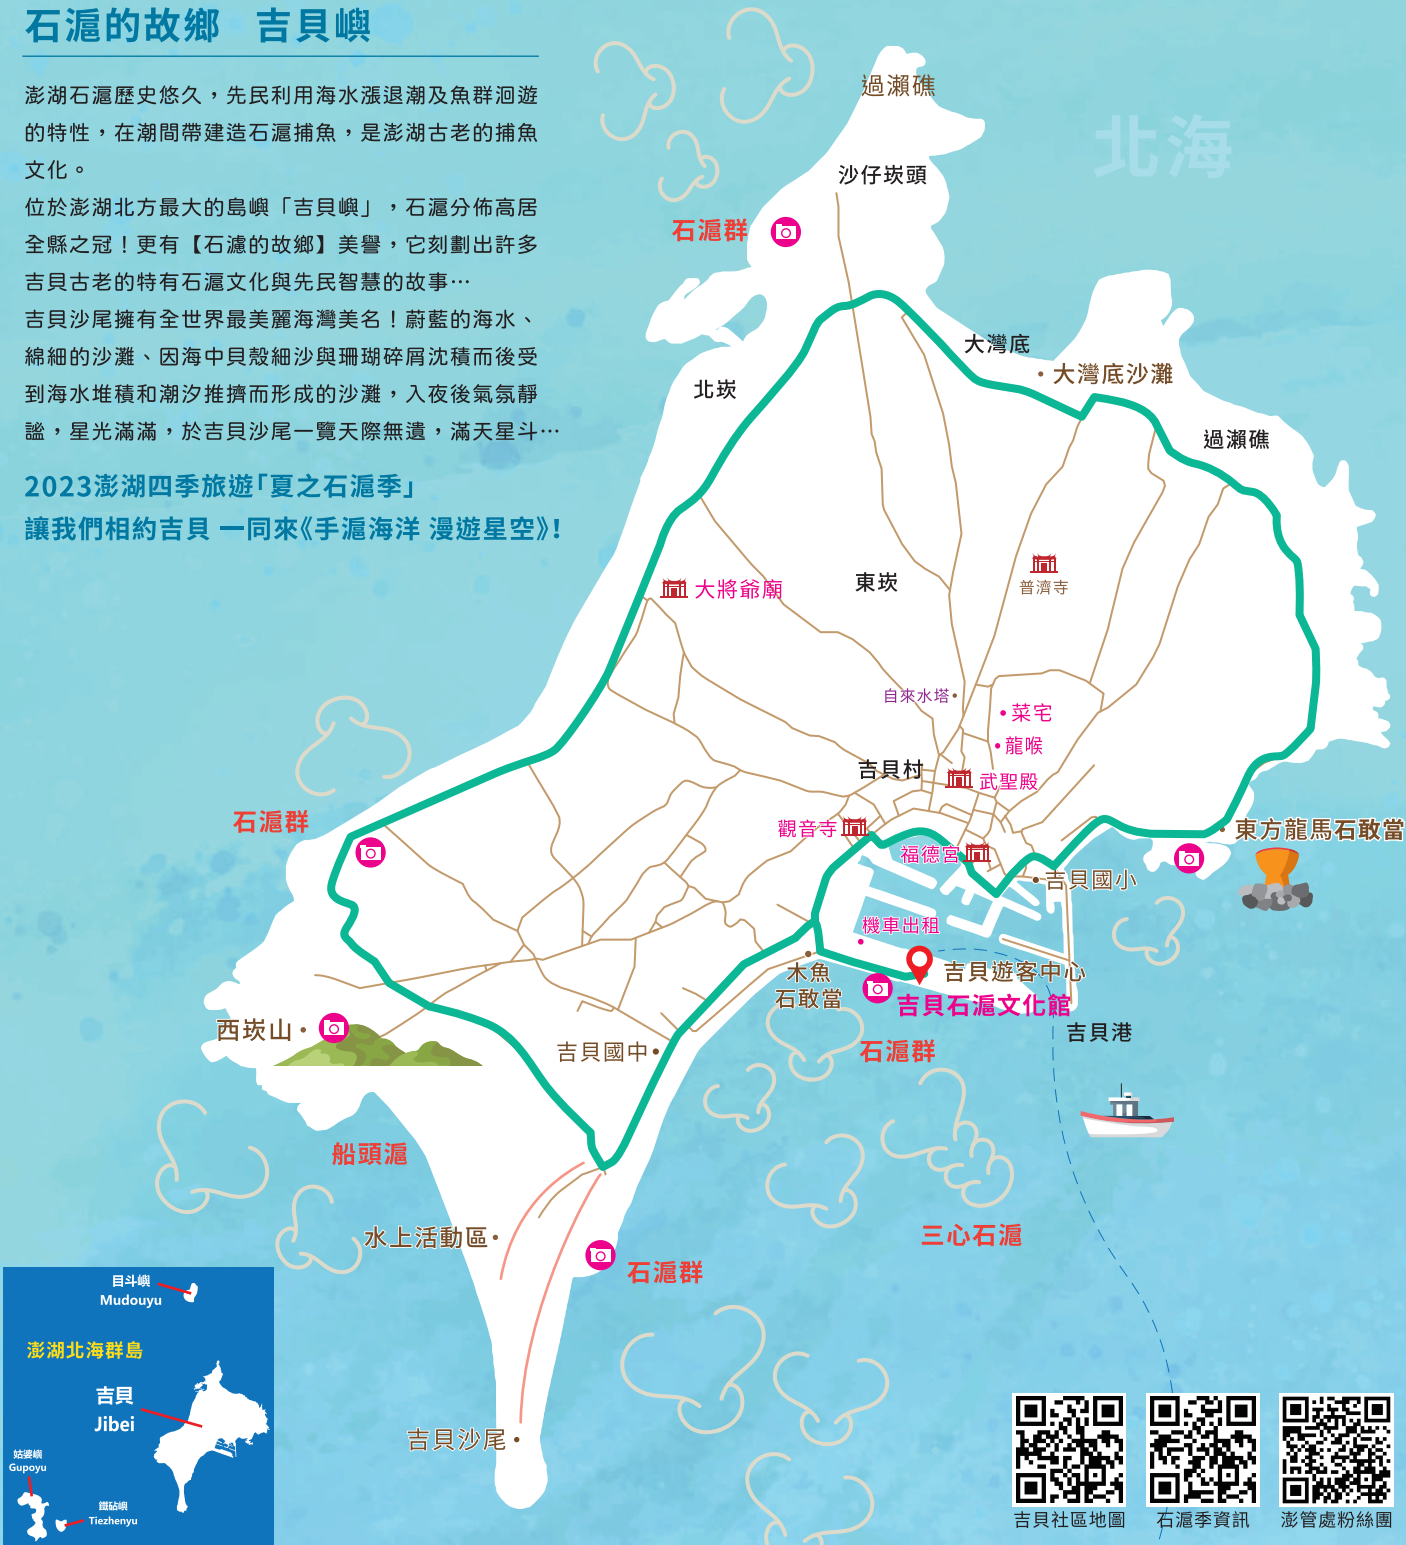 石滬的故鄉　吉貝嶼
澎湖石滬歷史悠久，先民利用海水漲退潮及魚群洄遊
的特性，在潮間帶建造石滬捕魚，是澎湖古老的捕魚
文化。
位於澎湖北方最大的島嶼「吉貝嶼」，石滬分佈高居
全縣之冠！更有【石滬的故鄉】美譽，它刻劃出許多
吉貝古老的特有石滬文化與先民智慧的故事…
吉貝沙尾擁有全世界最美麗海灣美名！蔚藍的海水、
綿細的沙灘、因海中貝殼細沙與珊瑚碎屑沈積而後受
到海水堆積和潮汐推擠而形成的沙灘，入夜後氣氛靜
謐，星光滿滿，於吉貝沙尾一覽天際無遺，滿天星斗…
2023澎湖四季旅遊「夏之石滬季」
讓我們相約吉貝 一同來《手滬海洋 漫遊星空》!
北海
過瀨礁
沙仔崁頭
石滬群
大灣底
大灣底沙灘
北崁
過瀨礁
東崁
普濟寺
大將爺廟
自來水塔
菜宅
龍喉
吉貝村
武聖殿
石滬群
觀音寺
福德宮
東方龍馬石敢當
吉貝國小
機車出租
木魚
石敢當
吉貝遊客中心
吉貝石滬文化館
西崁山
吉貝港
吉貝國中
石滬群
船頭滬
水上活動區
三心石滬
石滬群
吉貝沙尾
目斗嶼
Mudouyu
澎湖北海群島
吉貝
Jibei
姑婆嶼
Gupoyu
鐵砧嶼
Tiezhenyu
吉貝社區地圖
石滬季資訊
澎管處粉絲團